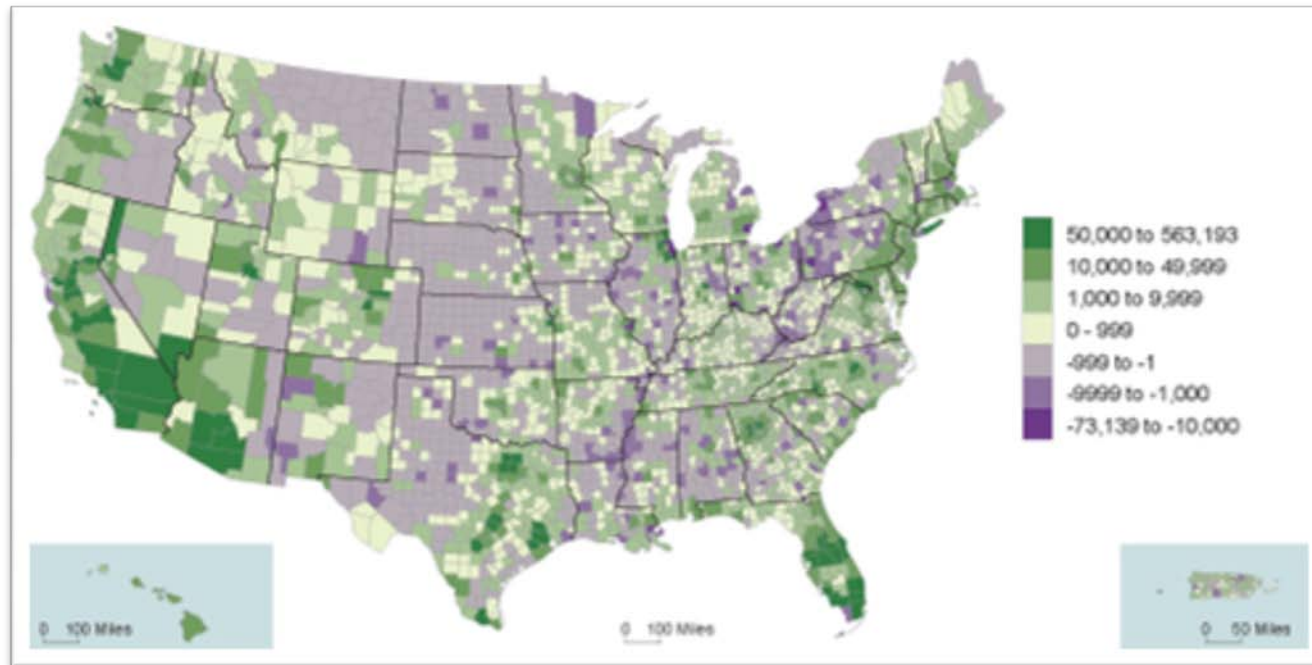 50,000 to 563,193
10,000 to 49,999
1,000 to 9,999
0 - 999
-999 to -1
-9999 to -1,000
-73,139 to -10,000
0 100 Miles
0 100 Miles
0 50 Miles